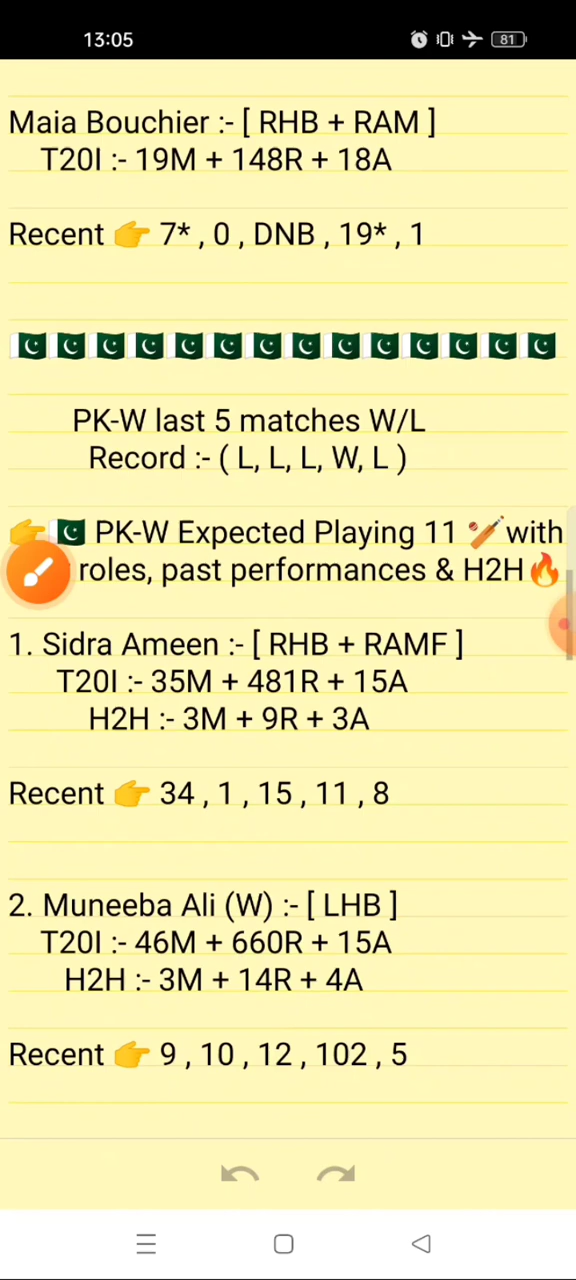 13:05
81
Maia Bouchier :- [ RHB + RAM ]
T20I :- 19M + 148R + 18A
Recent 👉 7* , 0 , DNB , 19* , 1
🇵🇰🇵🇰🇵🇰🇵🇰🇵🇰🇵🇰🇵🇰🇵🇰🇵🇰🇵🇰🇵🇰🇵🇰🇵🇰🇵🇰
PK-W last 5 matches W/L
Record :- ( L, L, L, W, L )
👉🇵🇰 PK-W Expected Playing 11 🏏with
roles, past performances & H2H🔥
1. Sidra Ameen :- [ RHB + RAMF ]
T20I :- 35M + 481R + 15A
H2H :- 3M + 9R + 3A
Recent 👉 34 , 1 , 15 , 11 , 8
2. Muneeba Ali (W) :- [ LHB ]
T20I :- 46M + 660R + 15A
H2H :- 3M + 14R + 4A
Recent 👉 9 , 10 , 12 , 102 , 5